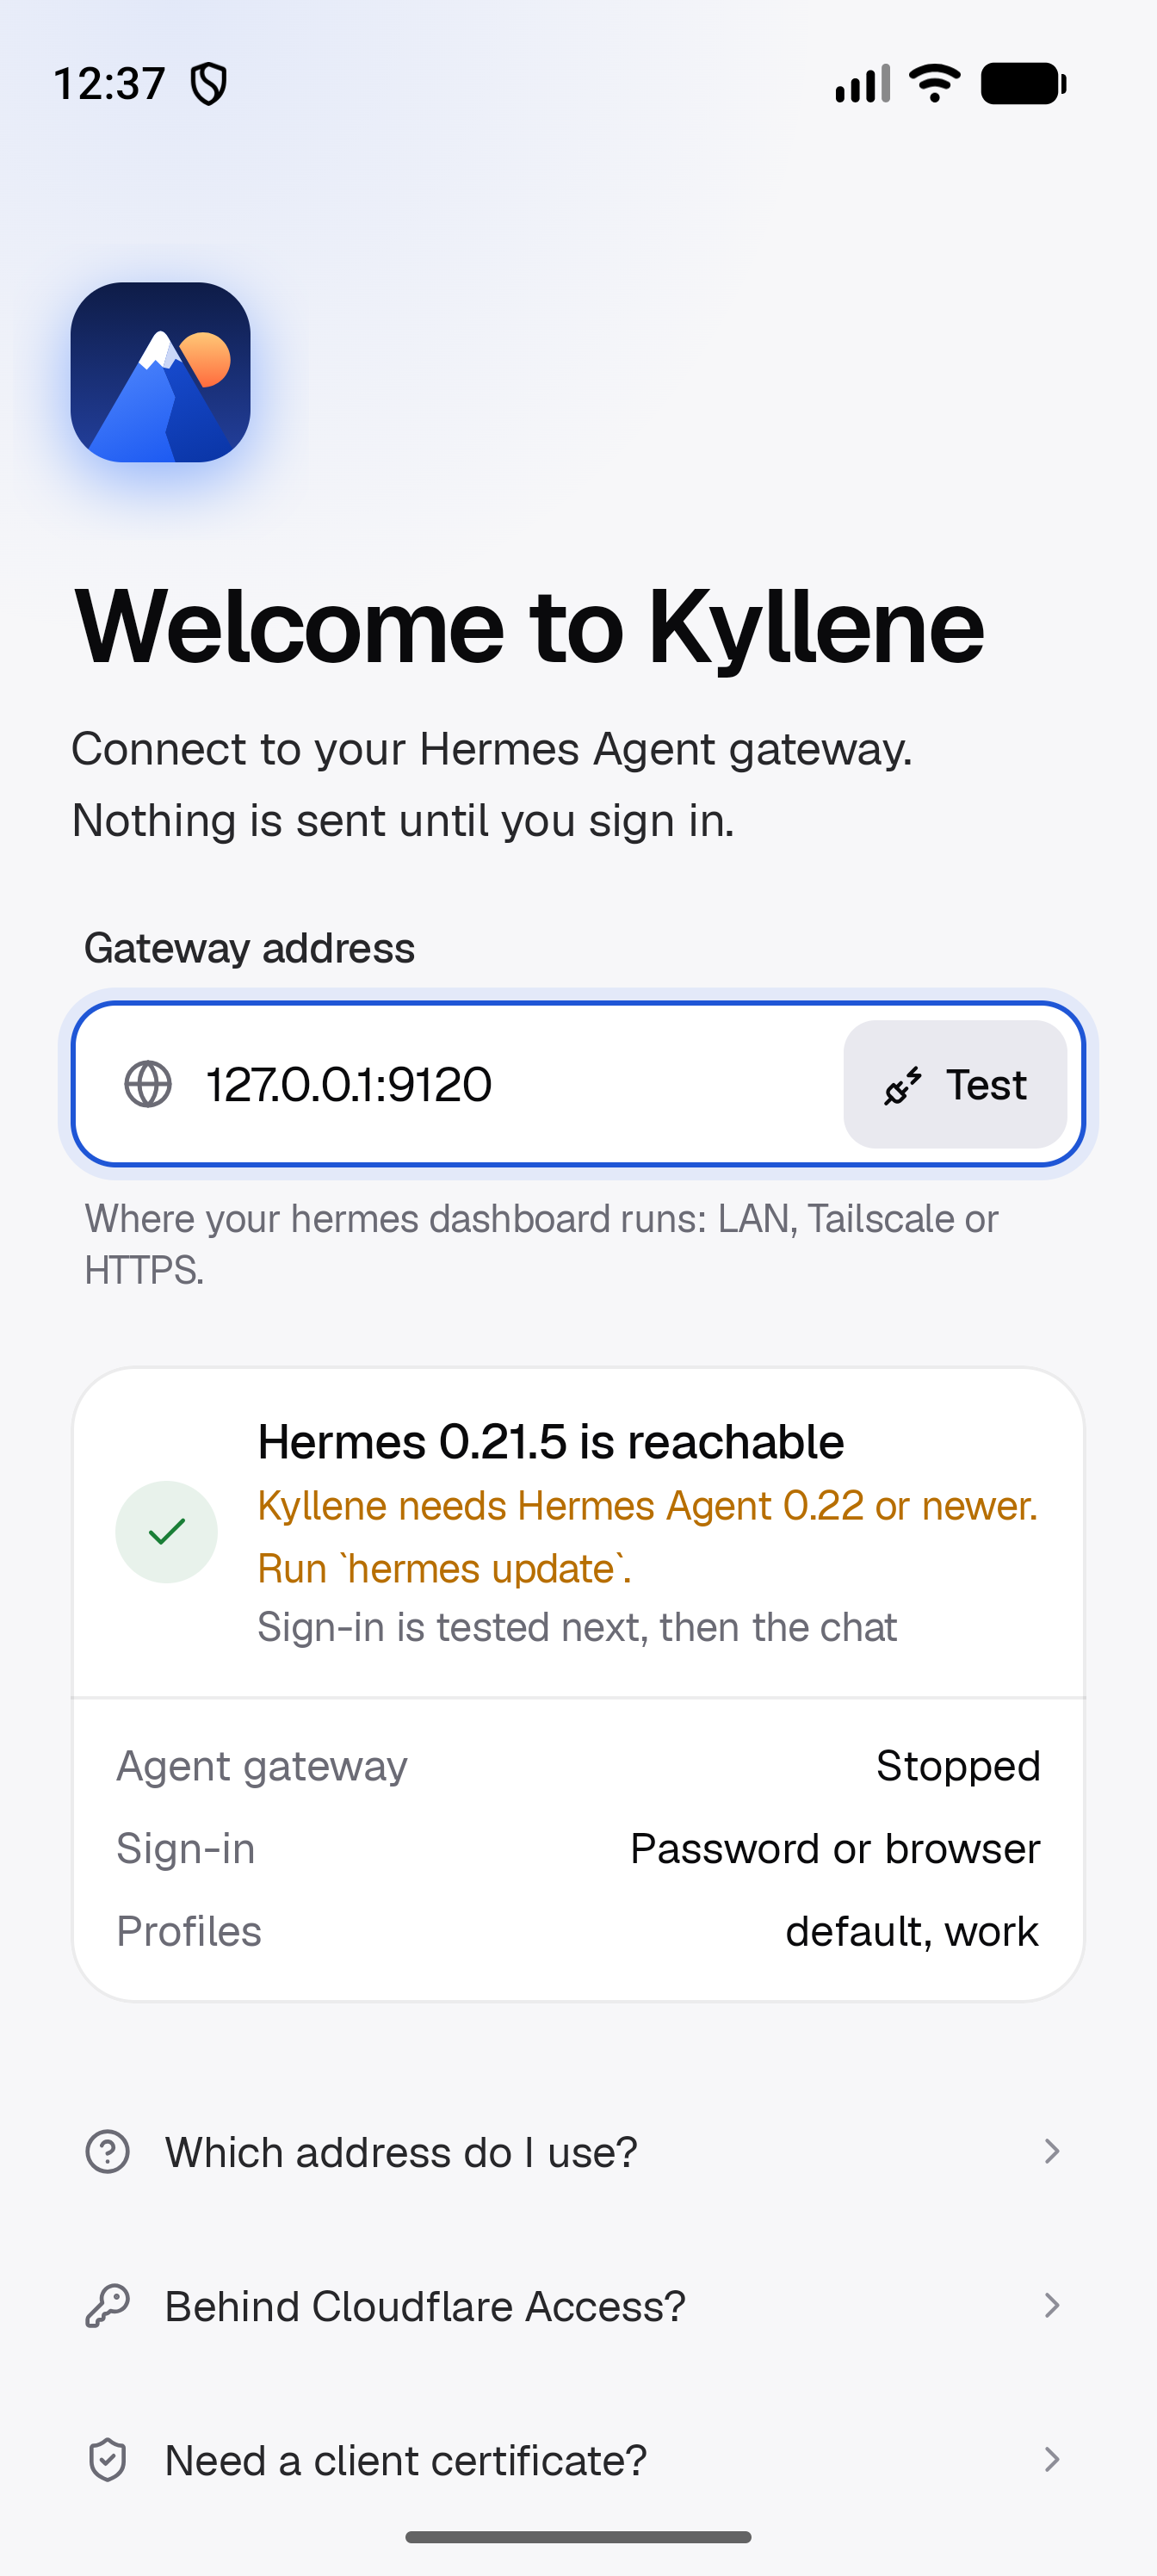 12:37
Welcome to Kyllene
Connect to your Hermes Agent gateway.
Nothing is sent until you sign in.
Gateway address
127.0.0.1:9120
Test
Where your hermes dashboard runs: LAN, Tailscale or
HTTPS.
Hermes 0.21.5 is reachable
Kyllene needs Hermes Agent 0.22 or newer.
Run `hermes update`.
Sign-in is tested next, then the chat
Agent gateway Stopped
Sign-in Password or browser
Profiles default, work
Which address do I use?
Behind Cloudflare Access?
Need a client certificate?